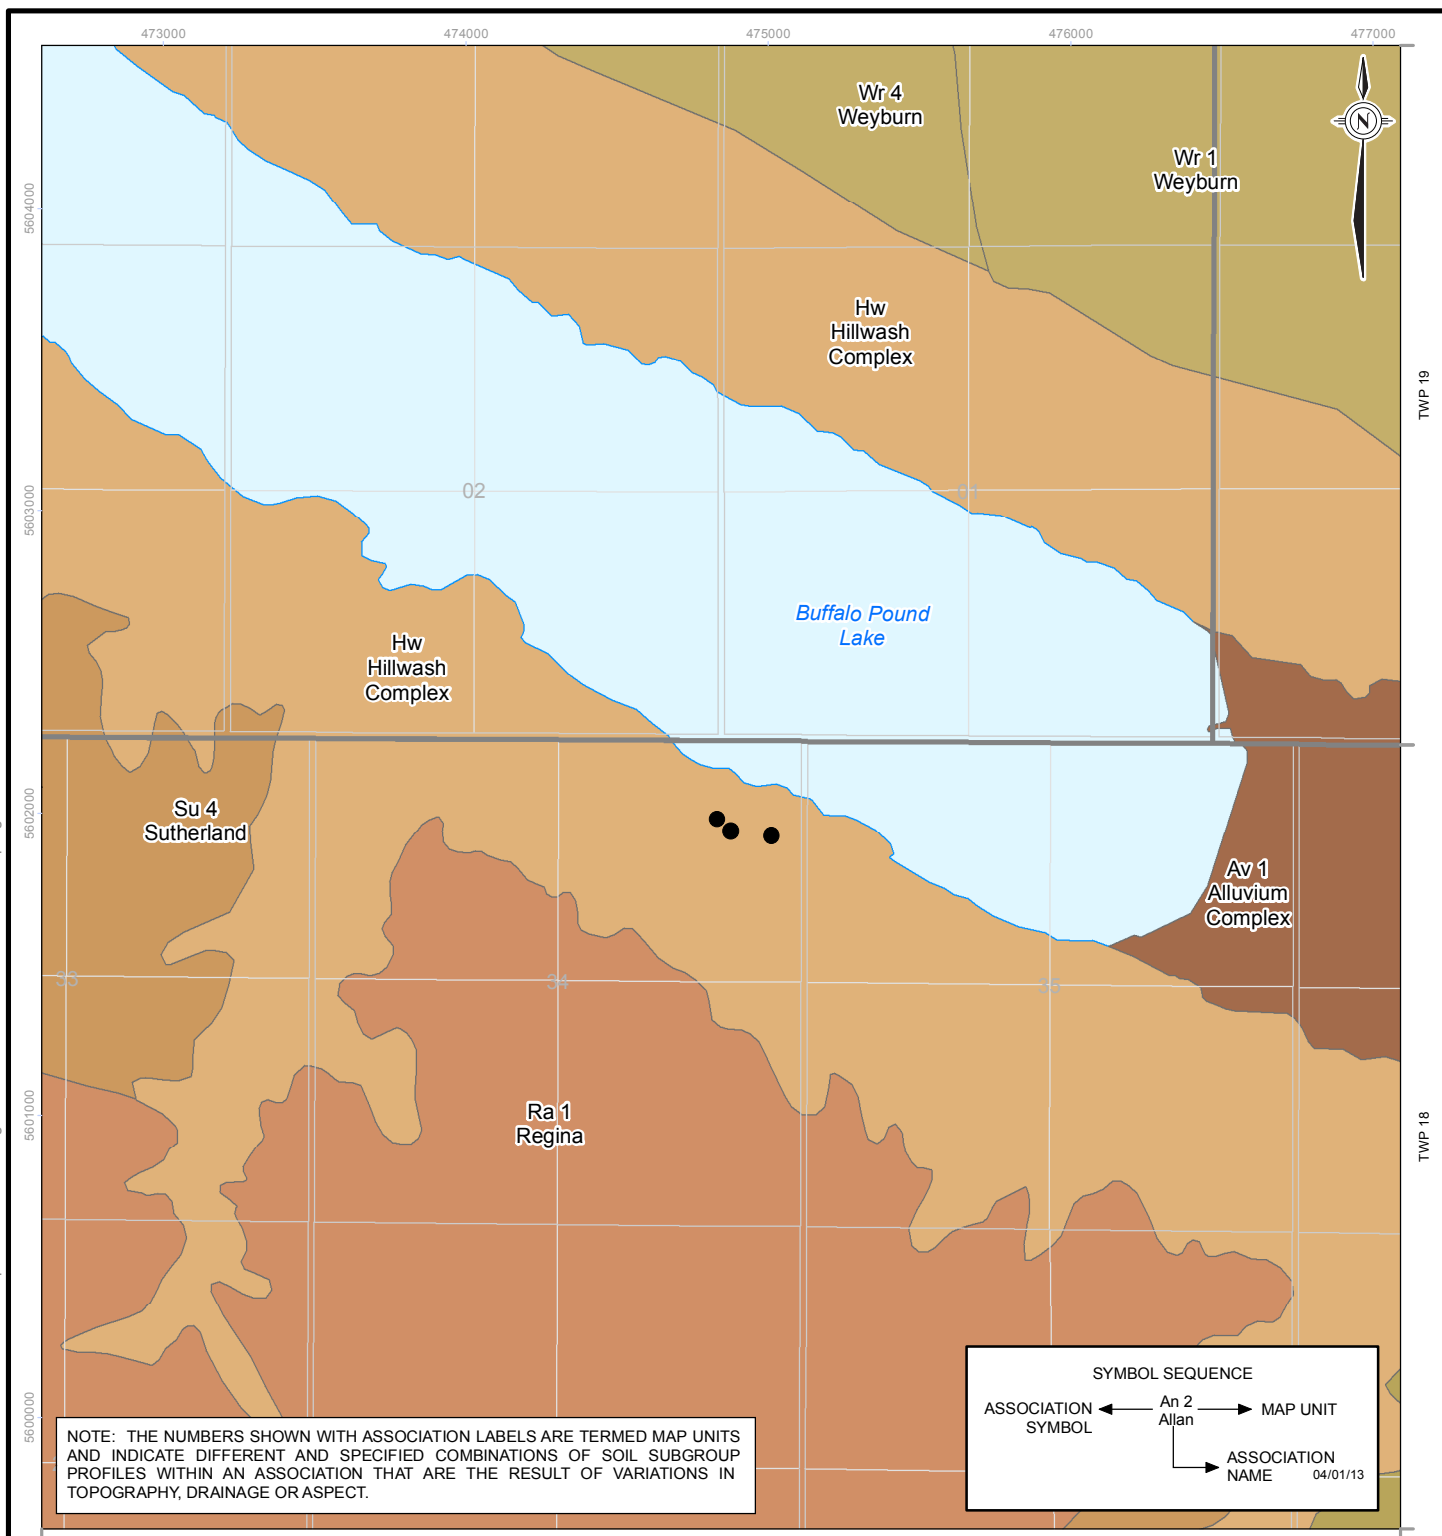 473000 474000 475000 476000 477000
Wr 4
Weyburn
N
Wr 1
Weyburn
5604000
Hw
Hillwash
Complex
TWP 19
5603000
02
01
Buffalo Pound
Lake
Hw
Hillwash
Complex
5602000
Su 4
Sutherland
Av 1
Alluvium
Complex
33
34
35
5601000
Ra 1
Regina
TWP 18
5600000
SYMBOL SEQUENCE
ASSOCIATION
SYMBOL
An 2
Allan
MAP UNIT
ASSOCIATION
NAME
04/01/13
NOTE: THE NUMBERS SHOWN WITH ASSOCIATION LABELS ARE TERMED MAP UNITS
AND INDICATE DIFFERENT AND SPECIFIED COMBINATIONS OF SOIL SUBGROUP
PROFILES WITHIN AN ASSOCIATION THAT ARE THE RESULT OF VARIATIONS IN
TOPOGRAPHY, DRAINAGE OR ASPECT.